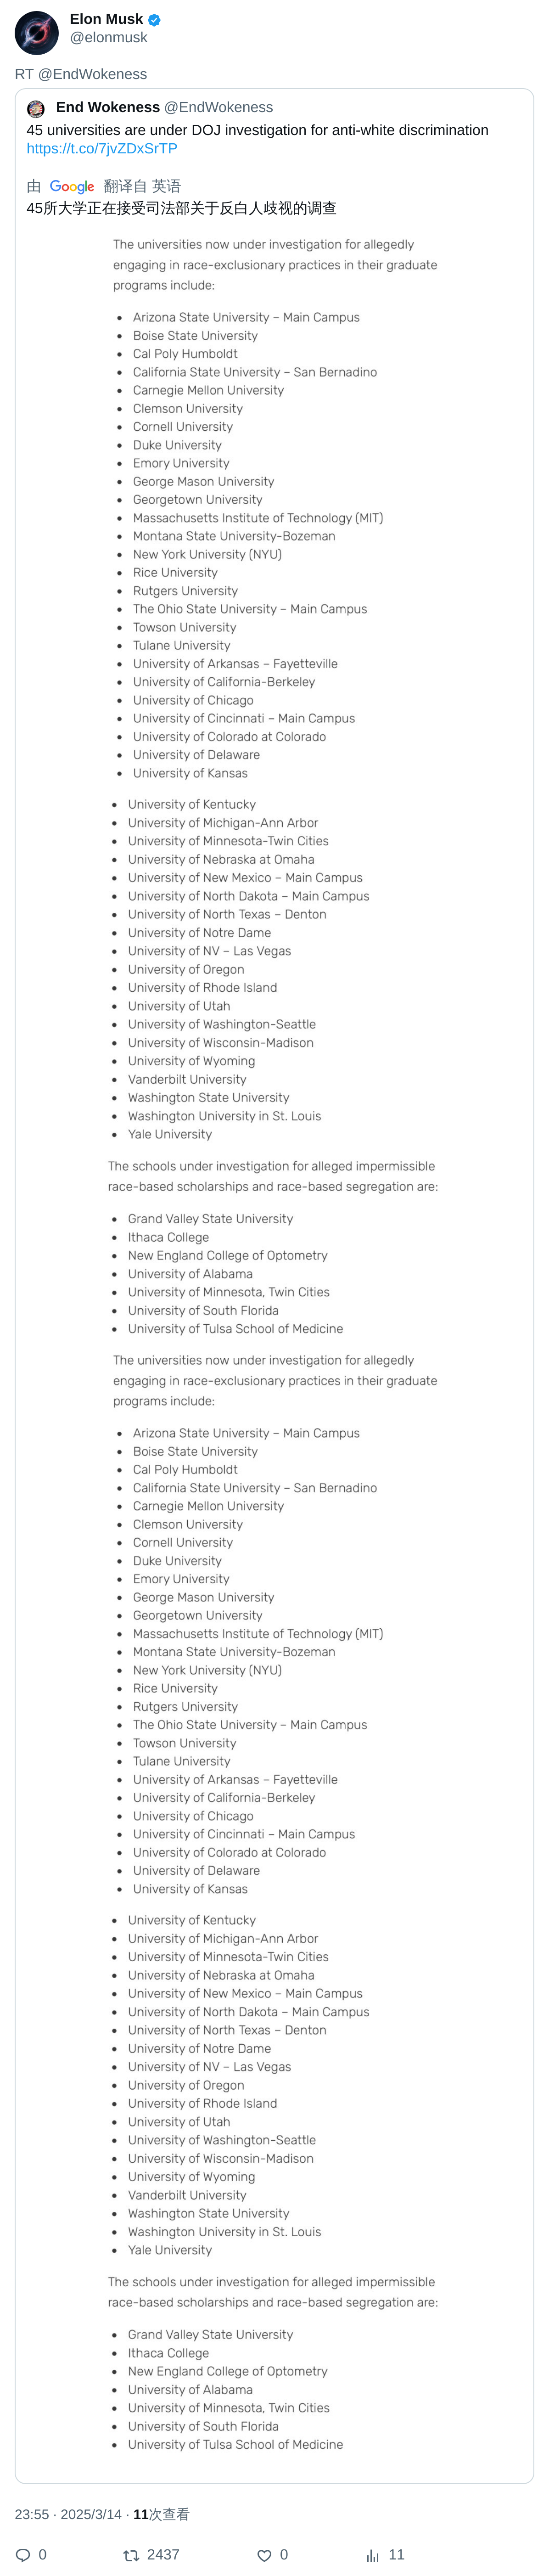 Elon Musk
@elonmusk
RT @EndWokeness
End Wokeness @EndWokeness
45 universities are under DOJ investigation for anti-white discrimination
https://t.co/7jvZDxSrTP
由 Google 翻译自 英语
45所大学正在接受司法部关于反白人歧视的调查
The universities now under investigation for allegedly
engaging in race-exclusionary practices in their graduate
programs include:
• Arizona State University – Main Campus
• Boise State University
• Cal Poly Humboldt
• California State University – San Bernadino
• Carnegie Mellon University
• Clemson University
• Cornell University
• Duke University
• Emory University
• George Mason University
• Georgetown University
• Massachusetts Institute of Technology (MIT)
• Montana State University-Bozeman
• New York University (NYU)
• Rice University
• Rutgers University
• The Ohio State University – Main Campus
• Towson University
• Tulane University
• University of Arkansas – Fayetteville
• University of California-Berkeley
• University of Chicago
• University of Cincinnati – Main Campus
• University of Colorado at Colorado
• University of Delaware
• University of Kansas
• University of Kentucky
• University of Michigan-Ann Arbor
• University of Minnesota-Twin Cities
• University of Nebraska at Omaha
• University of New Mexico – Main Campus
• University of North Dakota – Main Campus
• University of North Texas – Denton
• University of Notre Dame
• University of NV – Las Vegas
• University of Oregon
• University of Rhode Island
• University of Utah
• University of Washington-Seattle
• University of Wisconsin-Madison
• University of Wyoming
• Vanderbilt University
• Washington State University
• Washington University in St. Louis
• Yale University
The schools under investigation for alleged impermissible
race-based scholarships and race-based segregation are:
• Grand Valley State University
• Ithaca College
• New England College of Optometry
• University of Alabama
• University of Minnesota, Twin Cities
• University of South Florida
• University of Tulsa School of Medicine
The universities now under investigation for allegedly
engaging in race-exclusionary practices in their graduate
programs include:
• Arizona State University – Main Campus
• Boise State University
• Cal Poly Humboldt
• California State University – San Bernadino
• Carnegie Mellon University
• Clemson University
• Cornell University
• Duke University
• Emory University
• George Mason University
• Georgetown University
• Massachusetts Institute of Technology (MIT)
• Montana State University-Bozeman
• New York University (NYU)
• Rice University
• Rutgers University
• The Ohio State University – Main Campus
• Towson University
• Tulane University
• University of Arkansas – Fayetteville
• University of California-Berkeley
• University of Chicago
• University of Cincinnati – Main Campus
• University of Colorado at Colorado
• University of Delaware
• University of Kansas
• University of Kentucky
• University of Michigan-Ann Arbor
• University of Minnesota-Twin Cities
• University of Nebraska at Omaha
• University of New Mexico – Main Campus
• University of North Dakota – Main Campus
• University of North Texas – Denton
• University of Notre Dame
• University of NV – Las Vegas
• University of Oregon
• University of Rhode Island
• University of Utah
• University of Washington-Seattle
• University of Wisconsin-Madison
• University of Wyoming
• Vanderbilt University
• Washington State University
• Washington University in St. Louis
• Yale University
The schools under investigation for alleged impermissible
race-based scholarships and race-based segregation are:
• Grand Valley State University
• Ithaca College
• New England College of Optometry
• University of Alabama
• University of Minnesota, Twin Cities
• University of South Florida
• University of Tulsa School of Medicine
23:55 · 2025/3/14 · 11次查看
0 2437 0 11